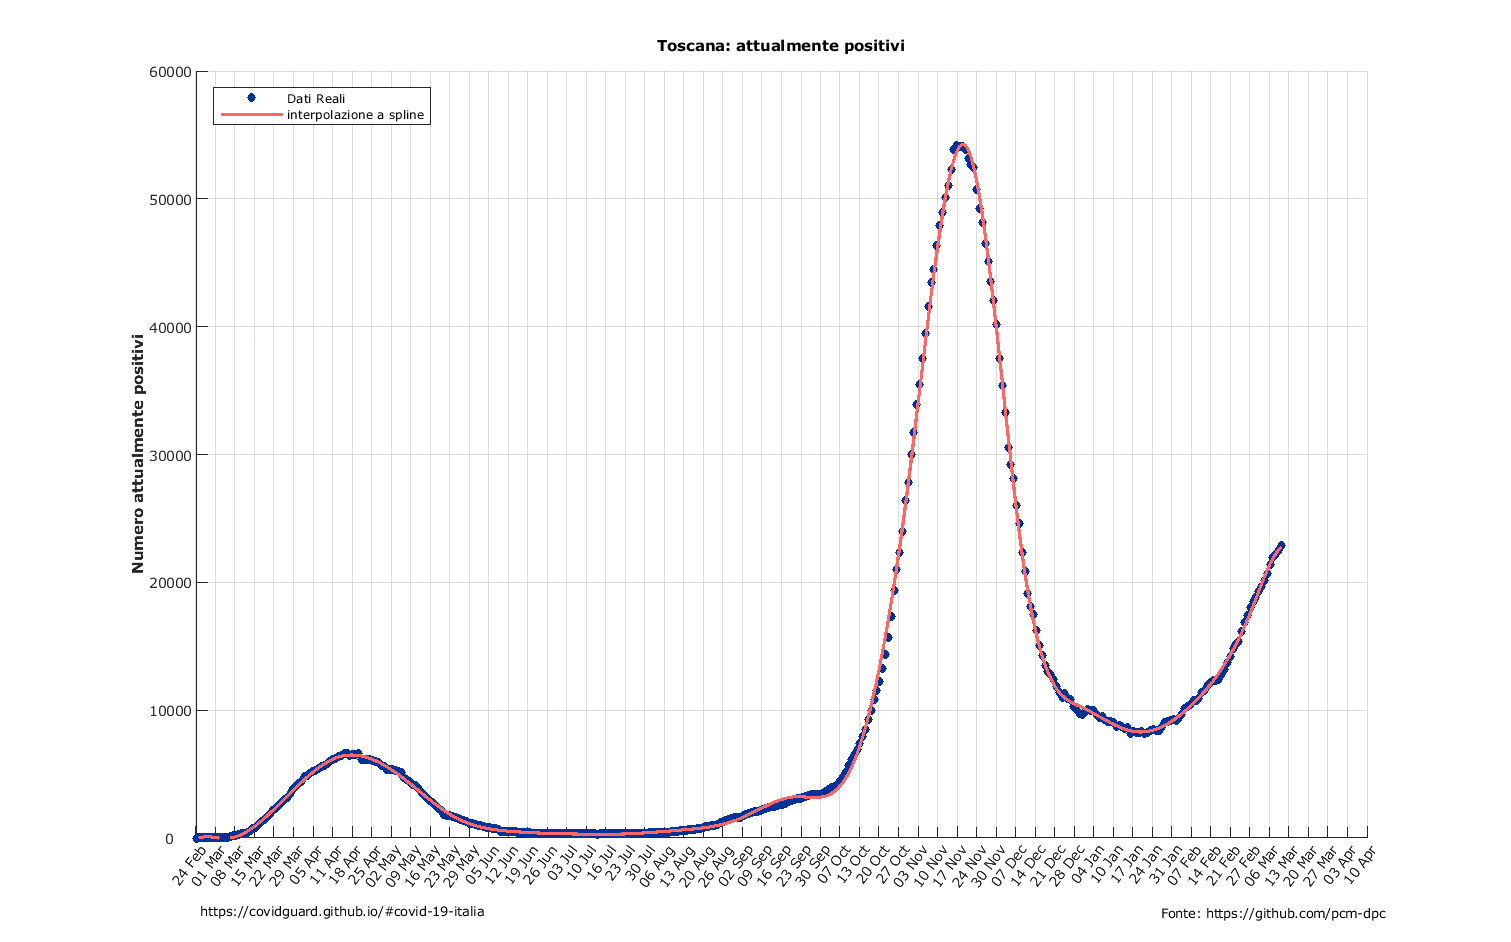 Toscana: attualmente positivi
60000
50000
40000
30000
20000
10000
0
Numero attualmente positivi
Dati Reali
interpolazione a spline
24 Feb
01 Mar
08 Mar
15 Mar
22 Mar
29 Mar
05 Apr
11 Apr
18 Apr
25 Apr
02 May
09 May
16 May
23 May
29 May
05 Jun
12 Jun
19 Jun
26 Jun
03 Jul
10 Jul
16 Jul
23 Jul
30 Jul
06 Aug
13 Aug
20 Aug
26 Aug
02 Sep
09 Sep
16 Sep
23 Sep
30 Sep
07 Oct
13 Oct
20 Oct
27 Oct
03 Nov
10 Nov
17 Nov
24 Nov
30 Nov
07 Dec
14 Dec
21 Dec
28 Dec
04 Jan
10 Jan
17 Jan
24 Jan
31 Jan
07 Feb
14 Feb
21 Feb
27 Feb
06 Mar
13 Mar
20 Mar
27 Mar
03 Apr
10 Apr
https://covidguard.github.io/#covid-19-italia
Fonte: https://github.com/pcm-dpc